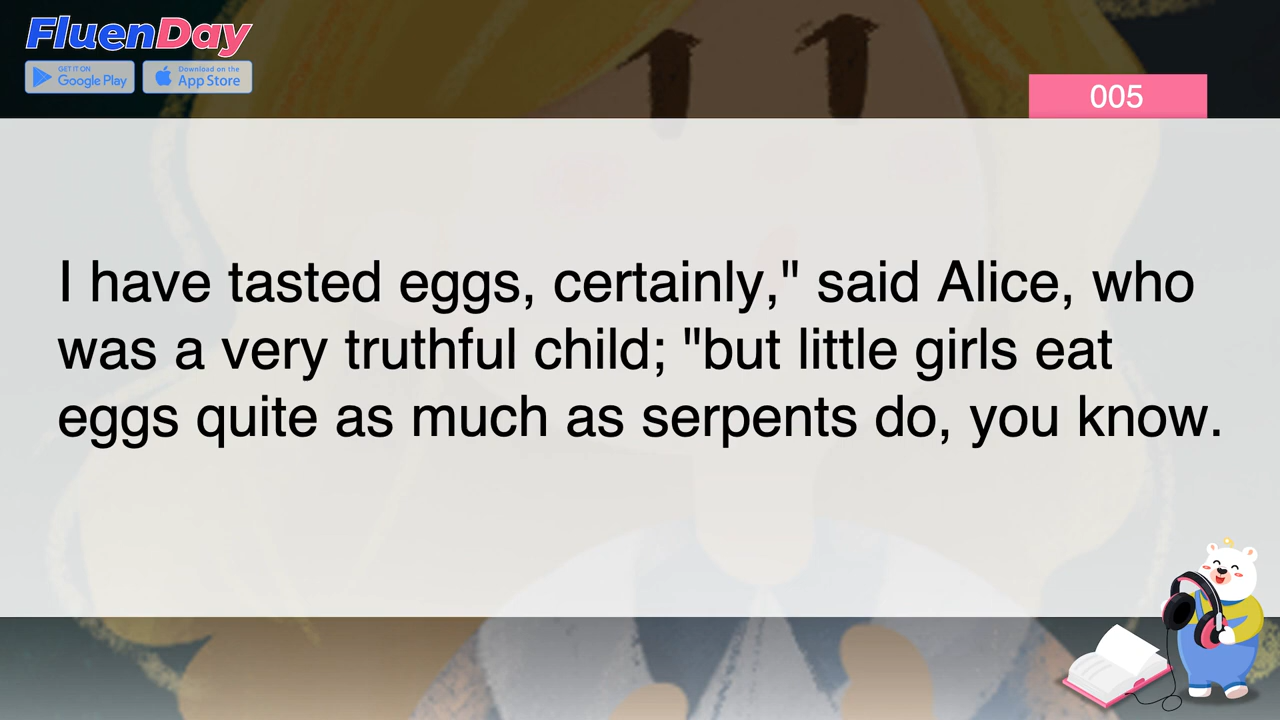 FluenDay
GET IT ON
Google Play
Download on the
App Store
005
I have tasted eggs, certainly," said Alice, who
was a very truthful child; "but little girls eat
eggs quite as much as serpents do, you know.